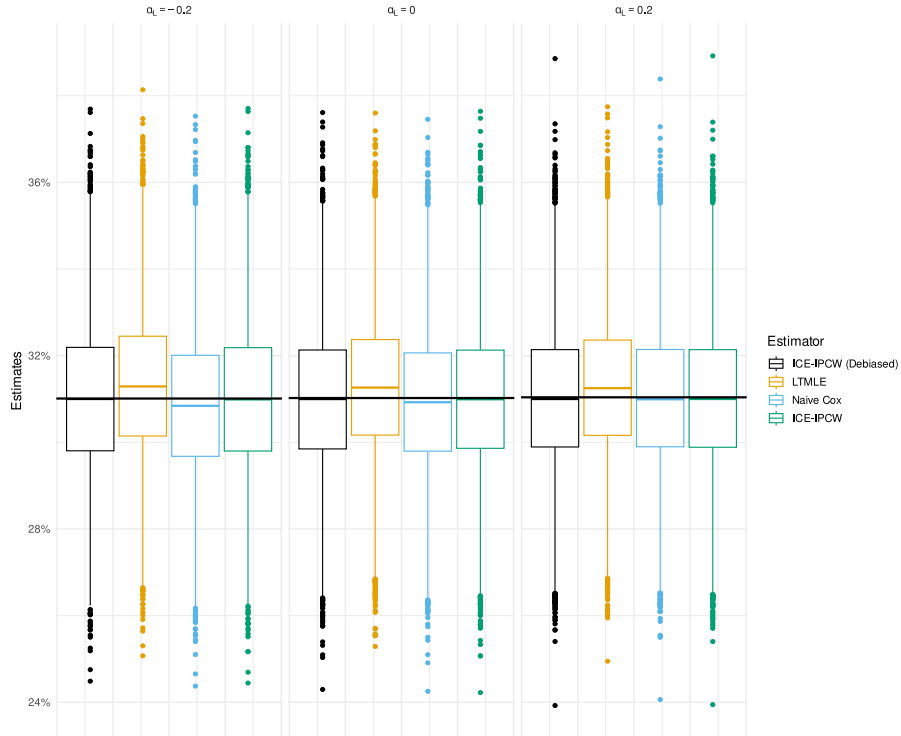 α_L = −0.2
α_L = 0
α_L = 0.2
Estimates
36%
32%
28%
24%
Estimator
ICE-IPCW (Debiased)
LTMLE
Naive Cox
ICE-IPCW